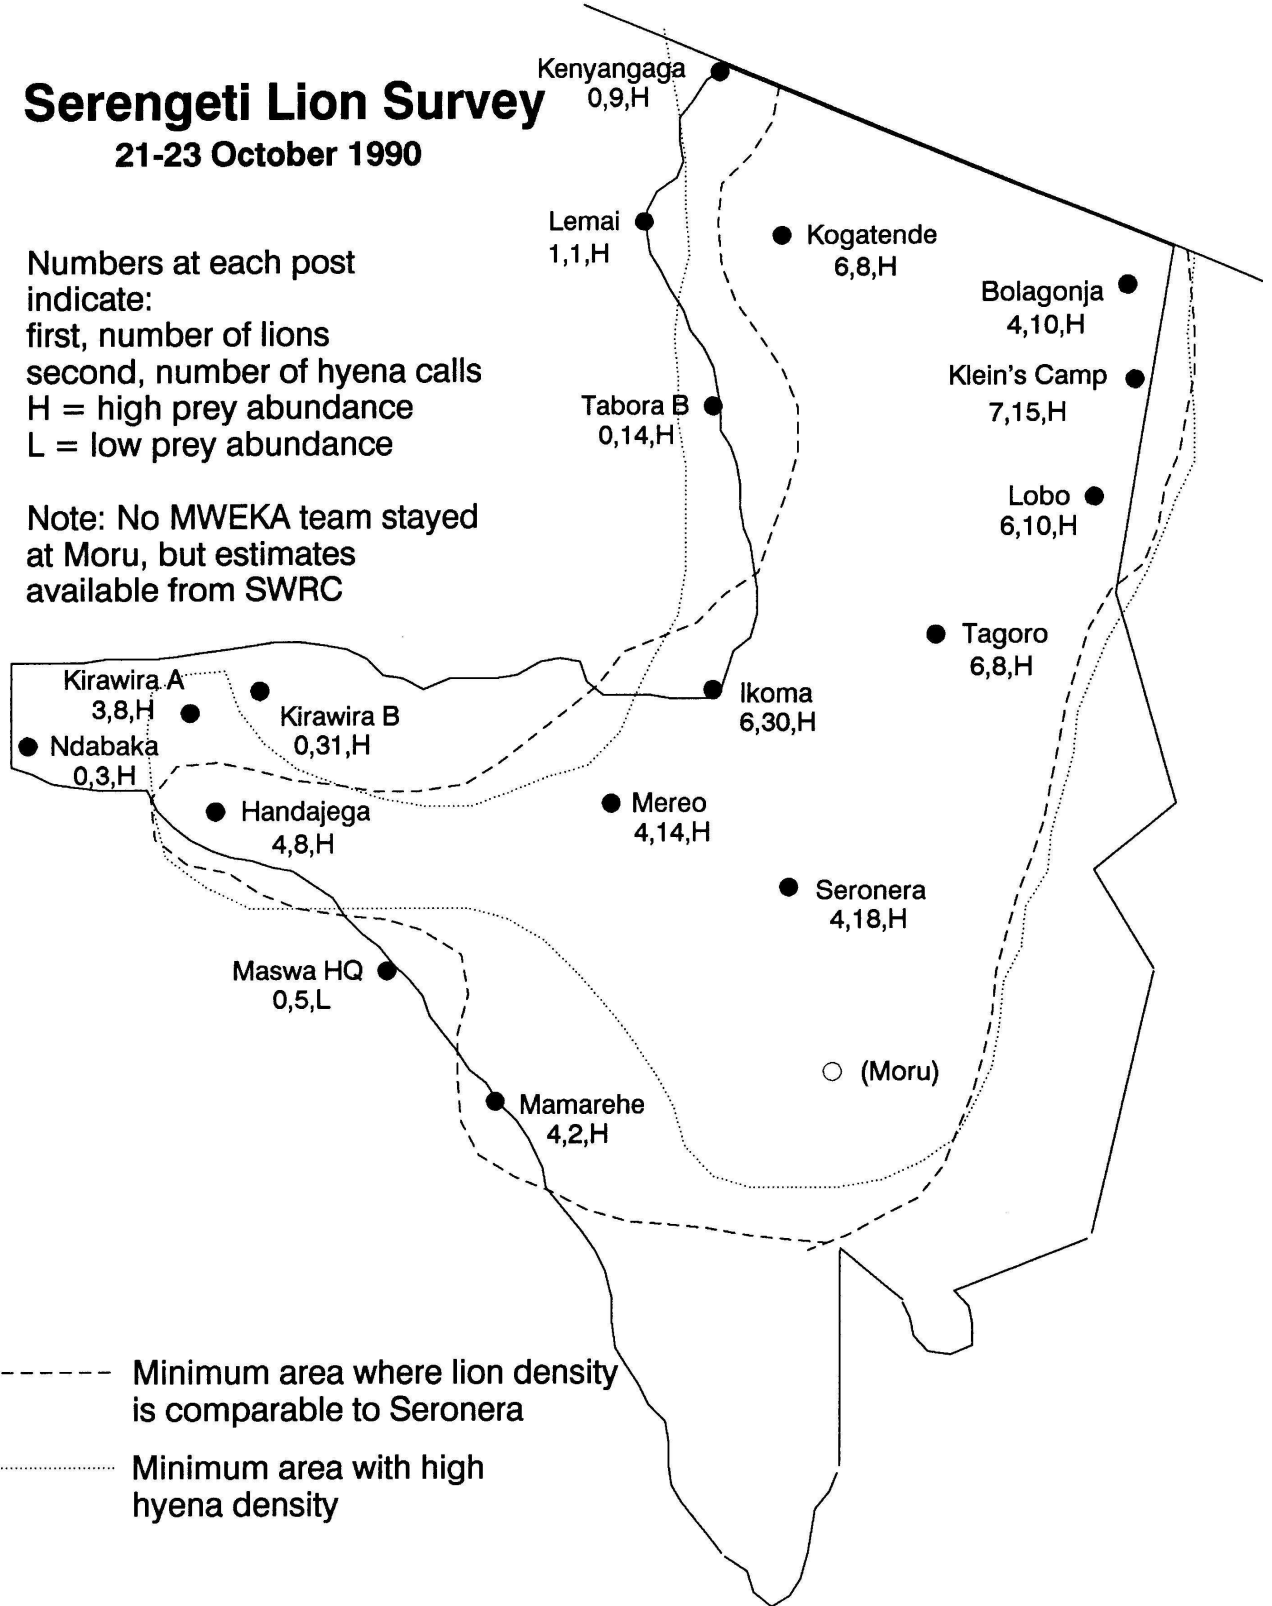 Serengeti Lion Survey
21-23 October 1990
Numbers at each post
indicate:
first, number of lions
second, number of hyena calls
H = high prey abundance
L = low prey abundance
Note: No MWEKA team stayed
at Moru, but estimates
available from SWRC
Kenyangaga
0,9,H
Lemai
1,1,H
Kogatende
6,8,H
Bolagonja
4,10,H
Klein's Camp
7,15,H
Tabora B
0,14,H
Lobo
6,10,H
Tagoro
6,8,H
Kirawira A
3,8,H
Kirawira B
0,31,H
Ikoma
6,30,H
Ndabaka
0,3,H
Handajega
4,8,H
Mereo
4,14,H
Seronera
4,18,H
Maswa HQ
0,5,L
(Moru)
Mamarehe
4,2,H
Minimum area where lion density
is comparable to Seronera
Minimum area with high
hyena density